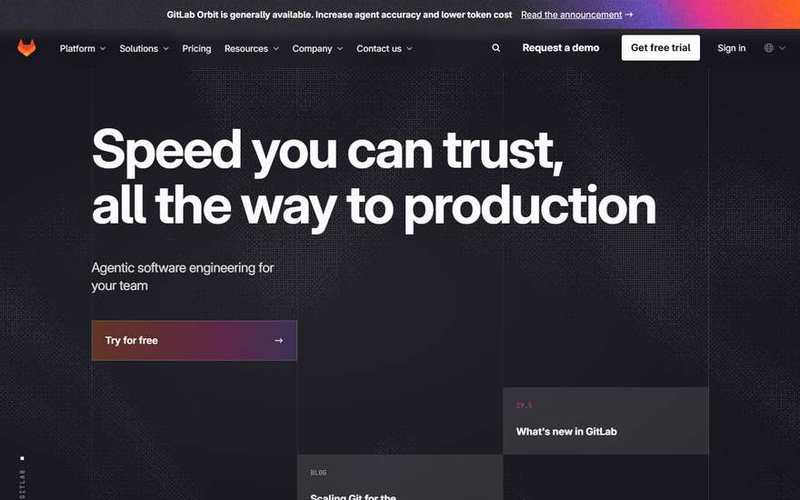 GitLab Orbit is generally available. Increase agent accuracy and lower token cost Read the announcement →
Platform Solutions Pricing Resources Company Contact us Request a demo Get free trial Sign in
Speed you can trust,
all the way to production
Agentic software engineering for
your team
Try for free →
19.5
What's new in GitLab
BLOG
Scaling Git for the
GITLAB